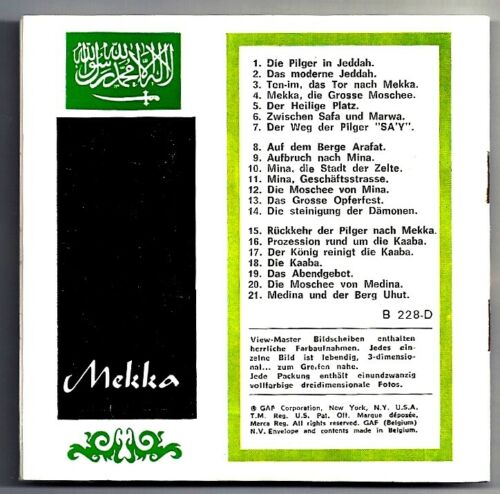 لا إله إلا الله محمد رسول الله
Mekka
1. Die Pilger in Jeddah.
2. Das moderne Jeddah.
3. Ten-im, das Tor nach Mekka.
4. Mekka, die Grosse Moschee.
5. Der Heilige Platz.
6. Zwischen Safa und Marwa.
7. Der Weg der Pilger "SA'Y".
8. Auf dem Berge Arafat.
9. Aufbruch nach Mina.
10. Mina, die Stadt der Zelte.
11. Mina, Geschäftsstrasse.
12. Die Moschee von Mina.
13. Das Grosse Opferfest.
14. Die steinigung der Dämonen.
15. Rückkehr der Pilger nach Mekka.
16. Prozession rund um die Kaaba.
17. Der König reinigt die Kaaba.
18. Die Kaaba.
19. Das Abendgebot.
20. Die Moschee von Medina.
21. Medina und der Berg Uhut.
B 228-D
View-Master Bildscheiben enthalten
herrliche Farbaufnahmen. Jedes ein-
zelne Bild ist lebendig, 3-dimensio-
nal... zum Greifen nahe.
Jede Packung enthält einundzwanzig
vollfarbige dreidimensionale Fotos.
® GAF Corporation, New York, N.Y. U.S.A.
T.M. Reg. U.S. Pat. Off. Marque déposée,
Merca Reg. All rights reserved. GAF (Belgium)
N.V. Envelope and contents made in Belgium.